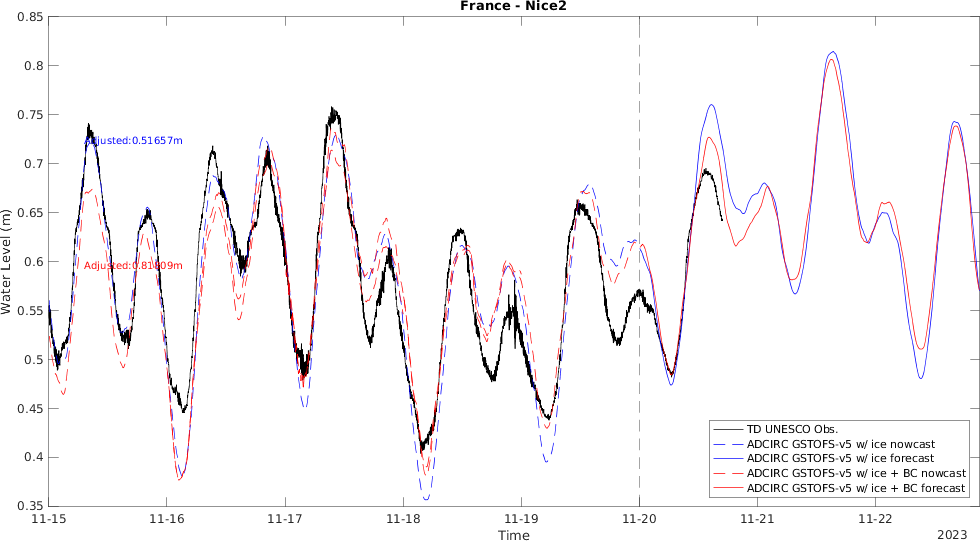 France - Nice2
0.85
0.8
0.75
0.7
0.65
0.6
0.55
0.5
0.45
0.4
0.35
Water Level (m)
Adjusted:0.51657m
Adjusted:0.81609m
TD UNESCO Obs.
ADCIRC GSTOFS-v5 w/ ice nowcast
ADCIRC GSTOFS-v5 w/ ice forecast
ADCIRC GSTOFS-v5 w/ ice + BC nowcast
ADCIRC GSTOFS-v5 w/ ice + BC forecast
11-15 11-16 11-17 11-18 11-19 11-20 11-21 11-22
Time
2023